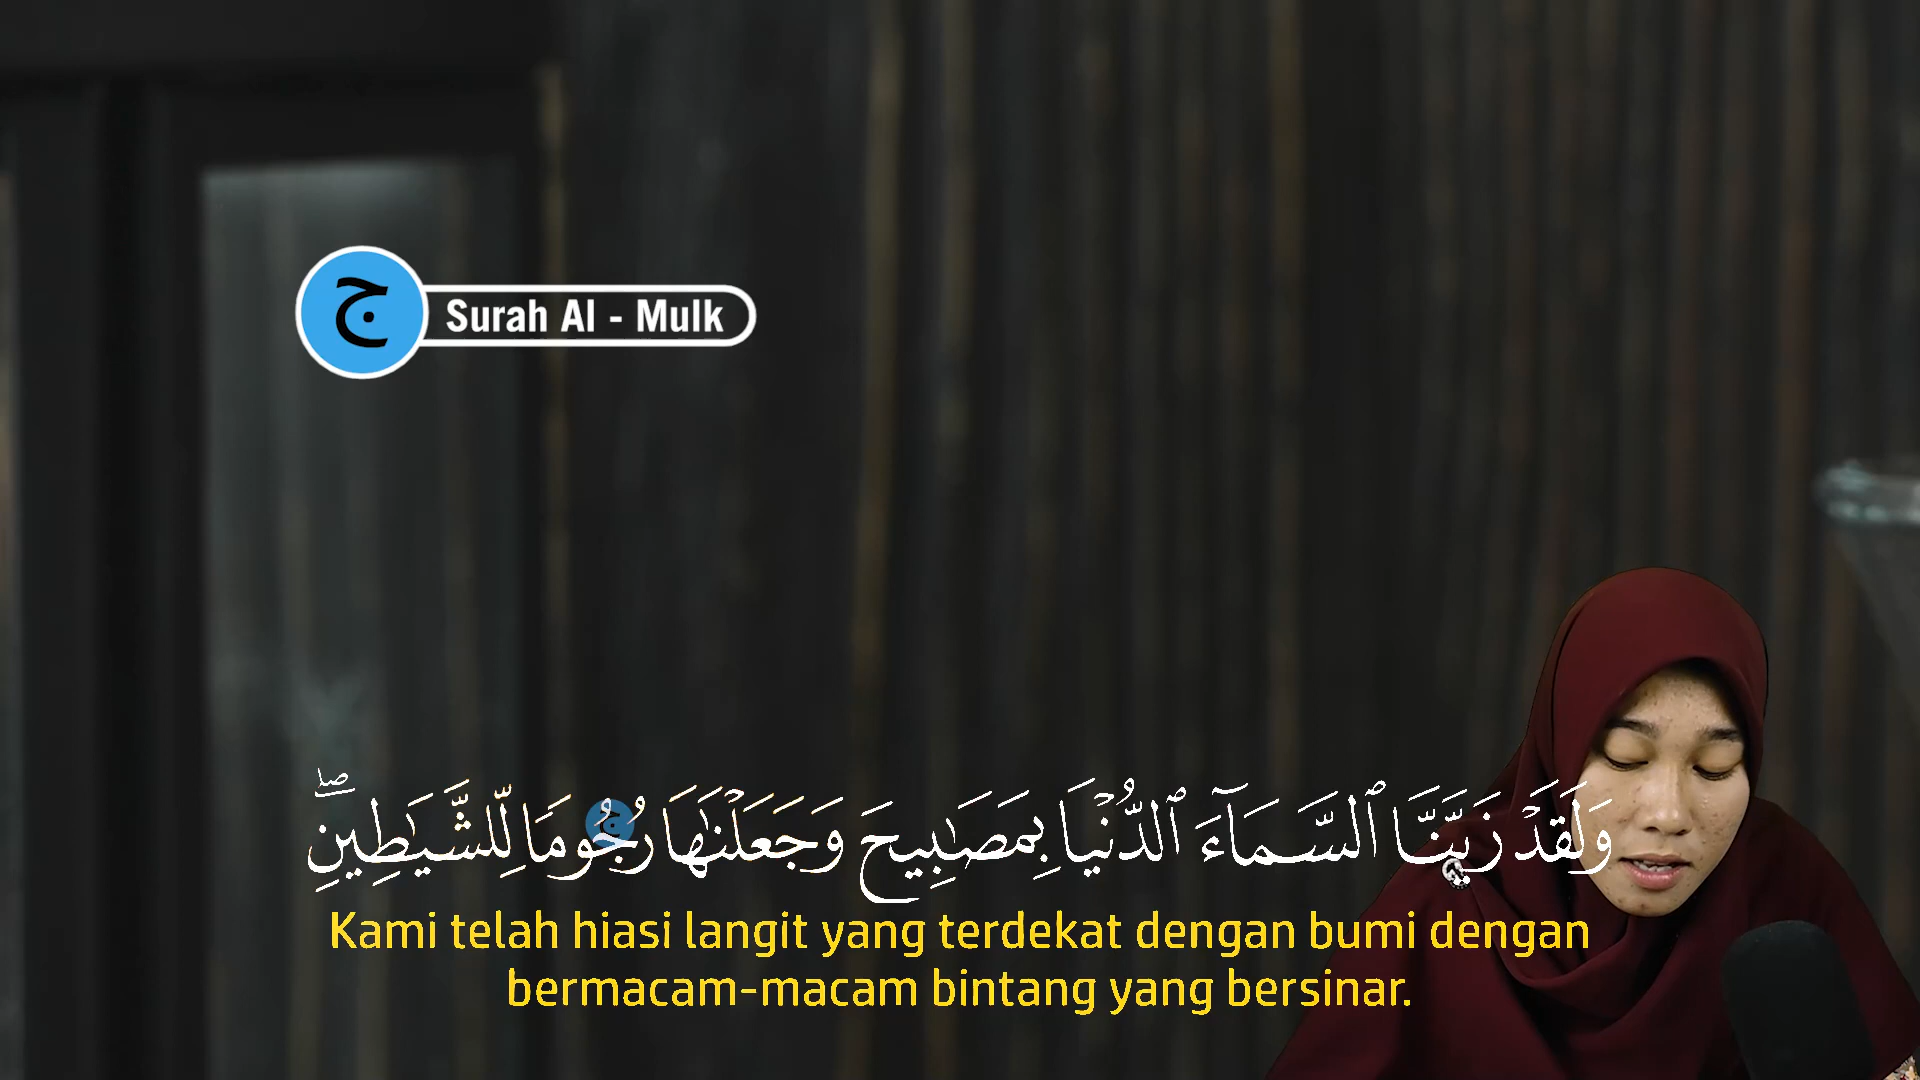 ج
Surah Al - Mulk
وَلَقَدْ زَيَّنَّا ٱلسَّمَآءَ ٱلدُّنْيَا بِمَصَٰبِيحَ وَجَعَلْنَٰهَا رُجُومًا لِّلشَّيَٰطِينِ ۖ
Kami telah hiasi langit yang terdekat dengan bumi dengan
bermacam-macam bintang yang bersinar.